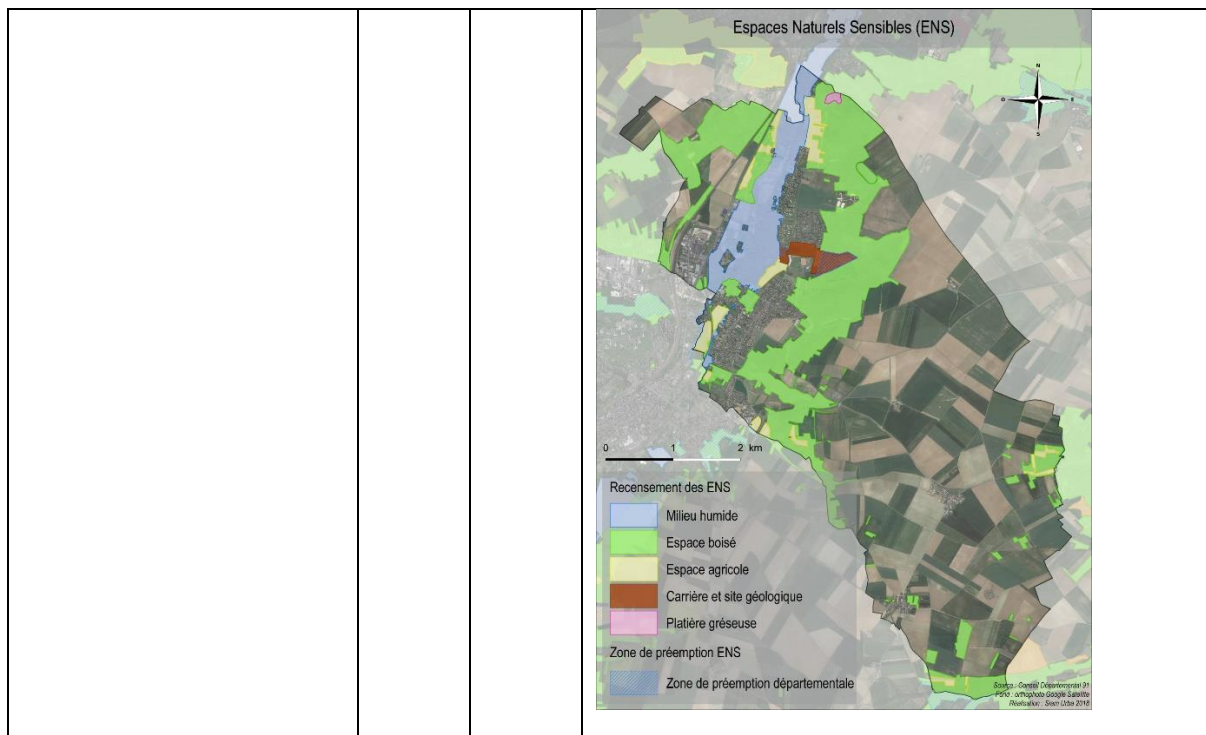 Espaces Naturels Sensibles (ENS)
N
O
E
S
0 1 2 km
Recensement des ENS
Milieu humide
Espace boisé
Espace agricole
Carrière et site géologique
Platière gréseuse
Zone de préemption ENS
Zone de préemption départementale
Source : Conseil Départemental 91
Fond : orthophoto Google Satellite
Réalisation : Siam Urba 2018